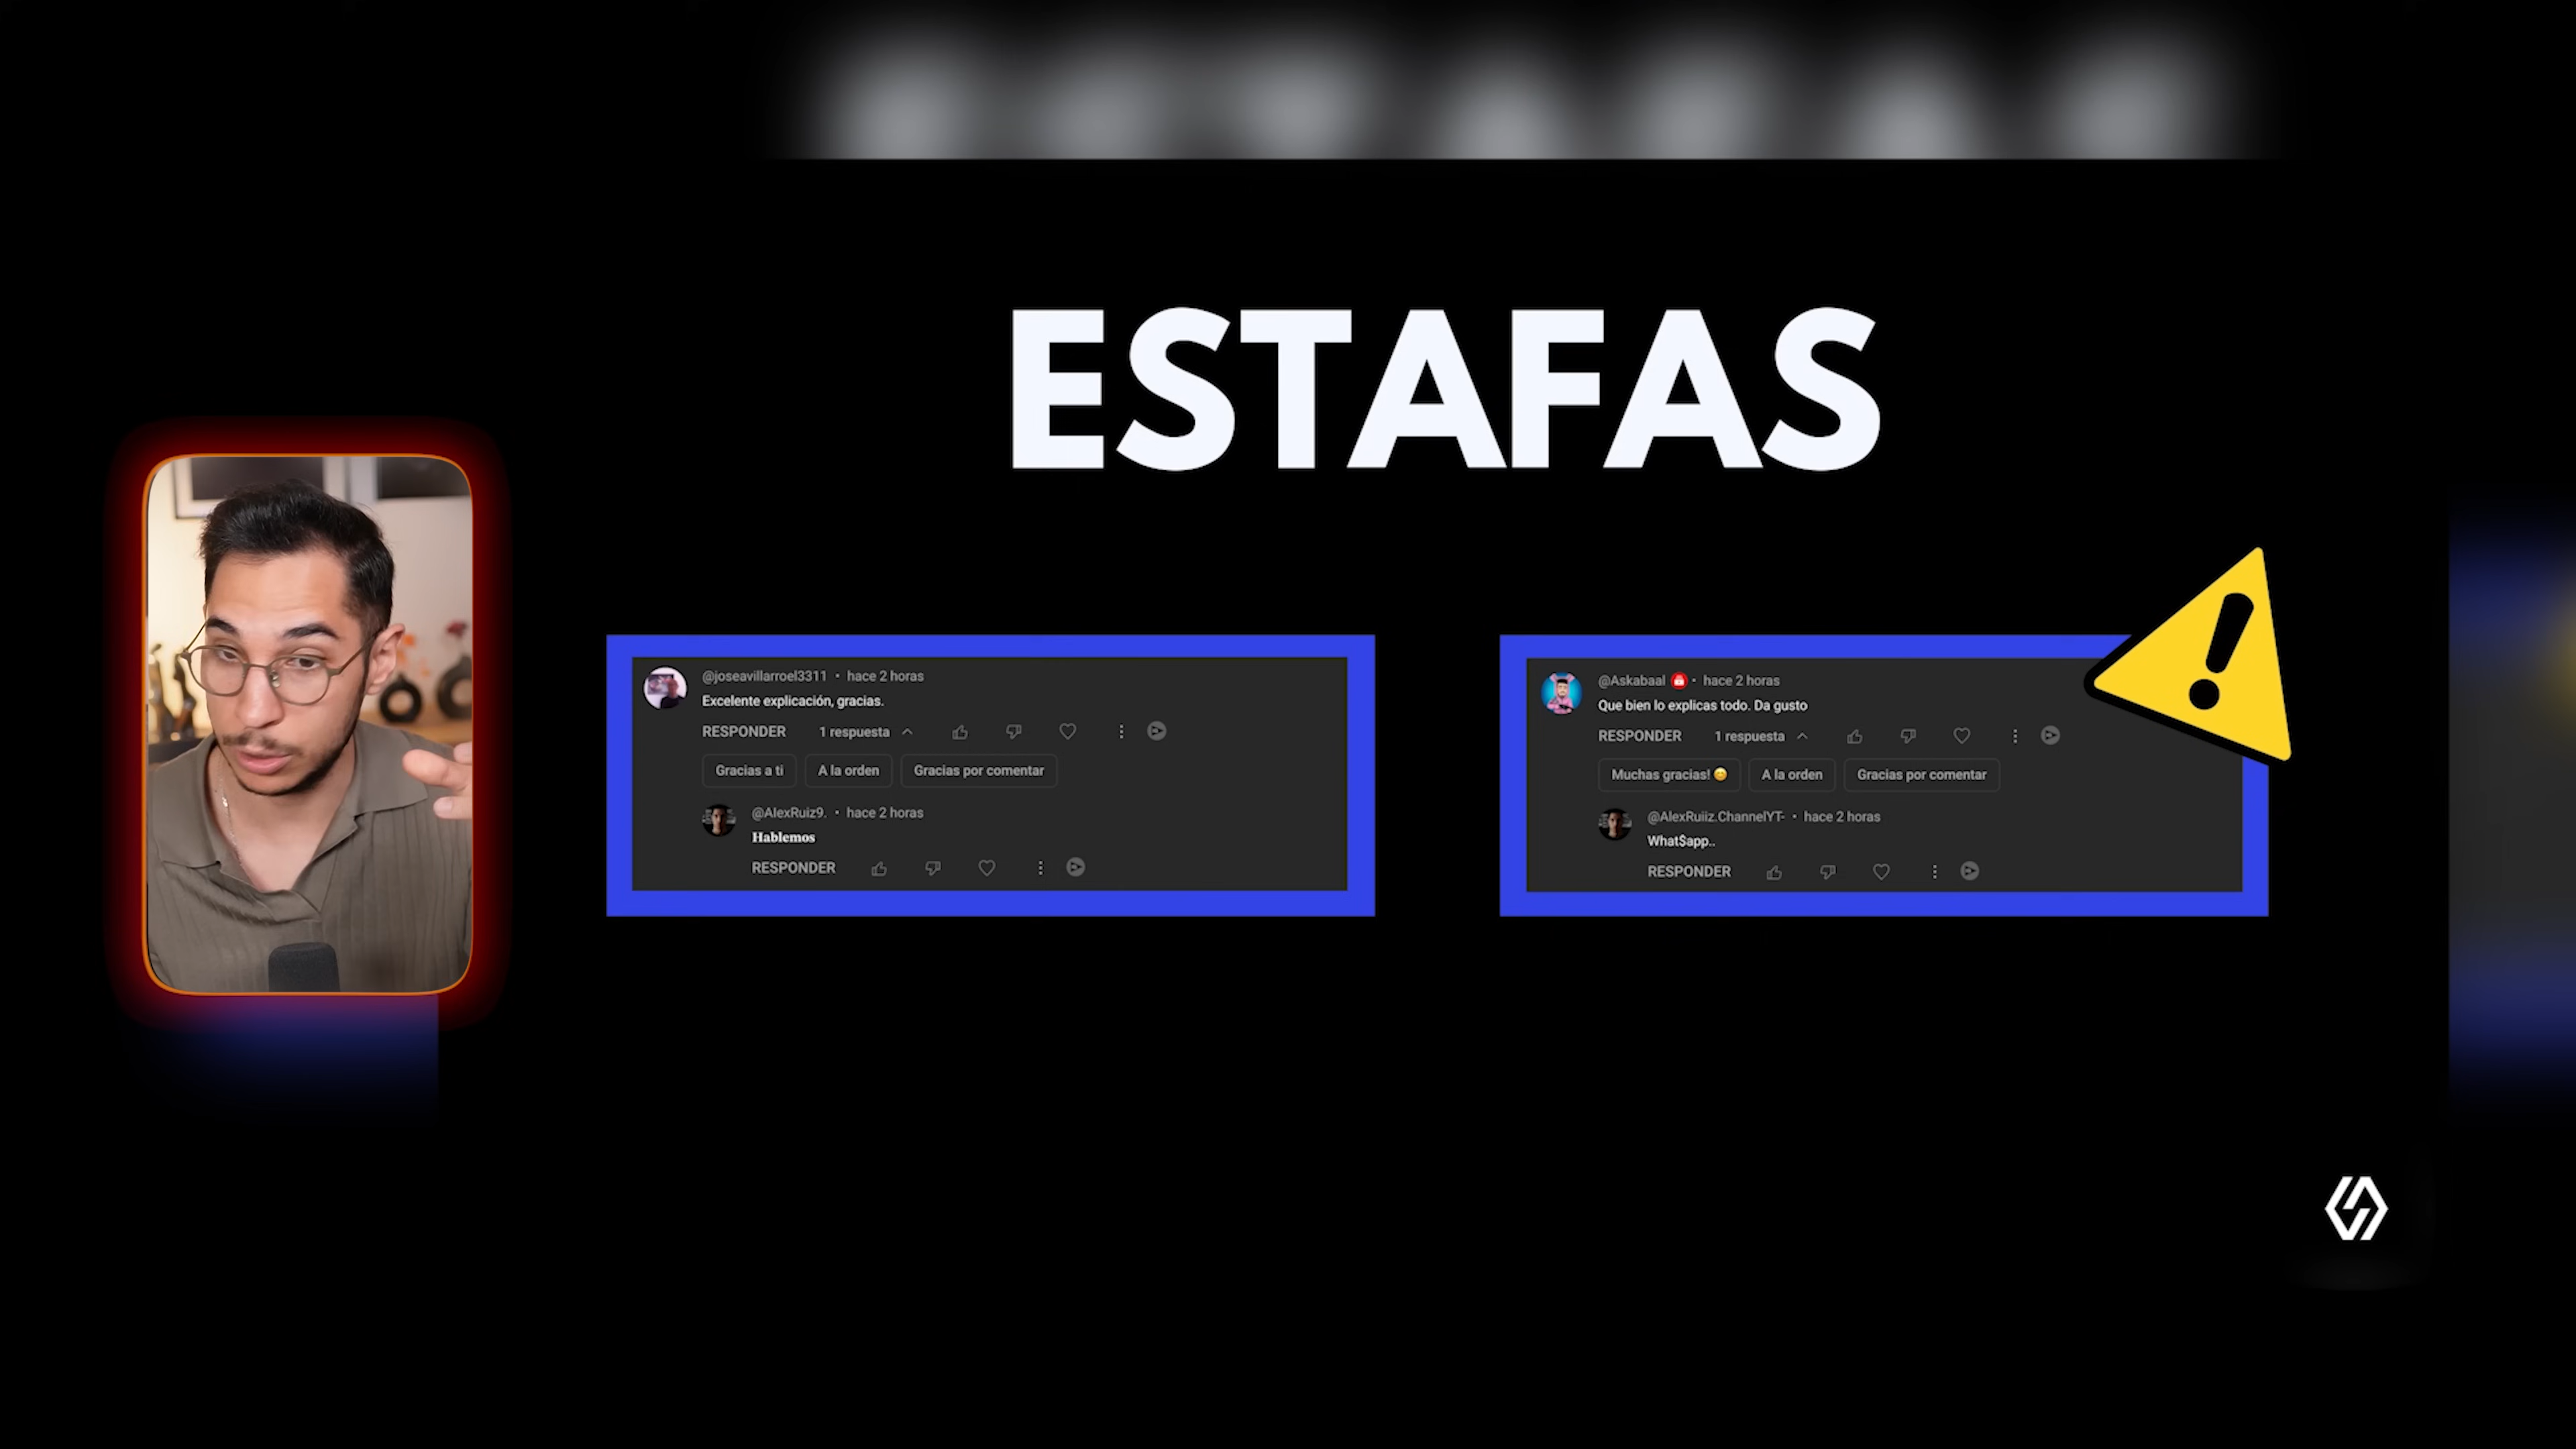 ESTAFAS
@joseavillarroel3311 • hace 2 horas
Excelente explicación, gracias.
RESPONDER 1 respuesta
Gracias a ti A la orden Gracias por comentar
@AlexRuiz9. • hace 2 horas
Hablemos
RESPONDER
@Askabaal • hace 2 horas
Que bien lo explicas todo. Da gusto
RESPONDER 1 respuesta
Muchas gracias! 😊 A la orden Gracias por comentar
@AlexRuiiz.ChannelYT- • hace 2 horas
What$app..
RESPONDER